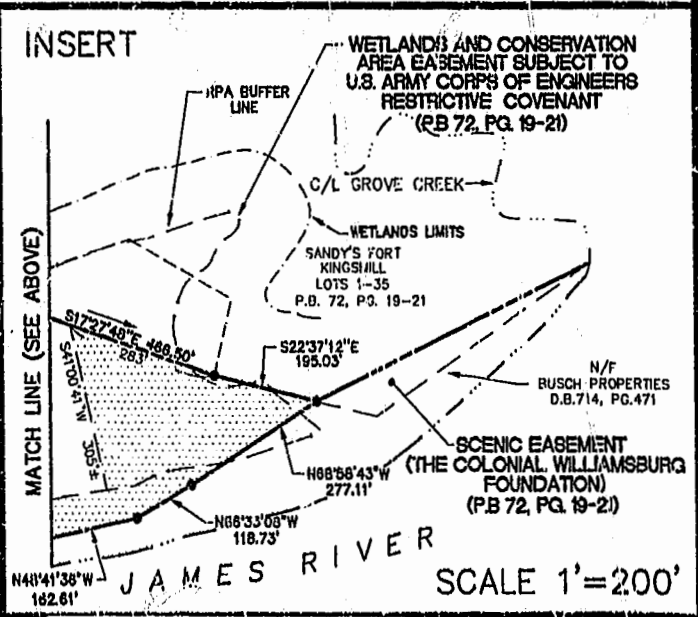 INSERT
WETLANDS AND CONSERVATION
AREA EASEMENT SUBJECT TO
U.S. ARMY CORPS OF ENGINEERS
RESTRICTIVE COVENANT
(P.B 72, PG. 19-21)
RPA BUFFER
LINE
C/L GROVE CREEK
WETLANDS LIMITS
SANDY'S FORT
KINGSMILL
LOTS 1-35
P.B. 72, PG. 19-21
MATCH LINE (SEE ABOVE)
S17°27'48"E 466.50'
283'
S22°37'12"E
195.03'
S41°00'41"W 305'±
N/F
BUSCH PROPERTIES
D.B.714, PG.471
SCENIC EASEMENT
(THE COLONIAL WILLIAMSBURG
FOUNDATION)
(P.B 72, PG. 19-21)
N68°58'43"W
277.11'
N66°33'08"W
118.73'
162.61'
JAMES RIVER
SCALE 1'=200'